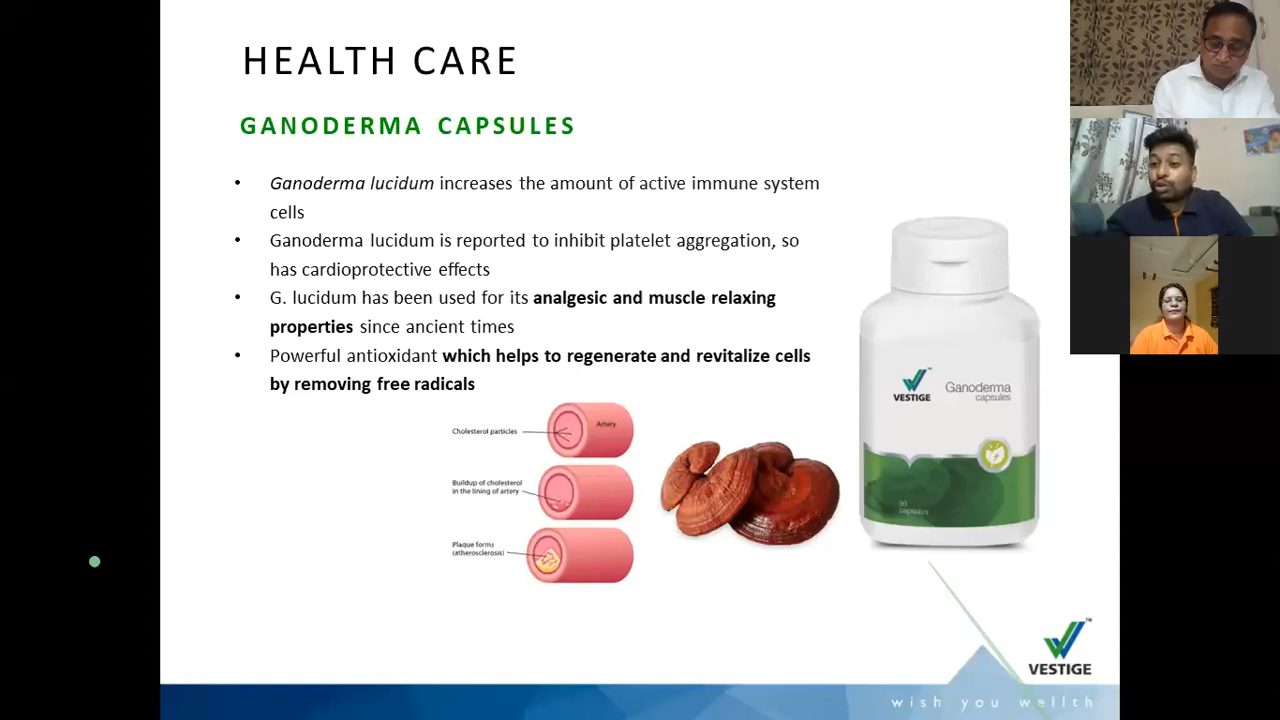 HEALTH CARE
GANODERMA CAPSULES
• Ganoderma lucidum increases the amount of active immune system
cells
• Ganoderma lucidum is reported to inhibit platelet aggregation, so
has cardioprotective effects
• G. lucidum has been used for its analgesic and muscle relaxing
properties since ancient times
• Powerful antioxidant which helps to regenerate and revitalize cells
by removing free radicals
Cholesterol particles
Artery
Buildup of cholesterol
in the lining of artery
Plaque forms
(atherosclerosis)
VESTIGE
Ganoderma
capsules
90
capsules
VESTIGE
wish you wellth